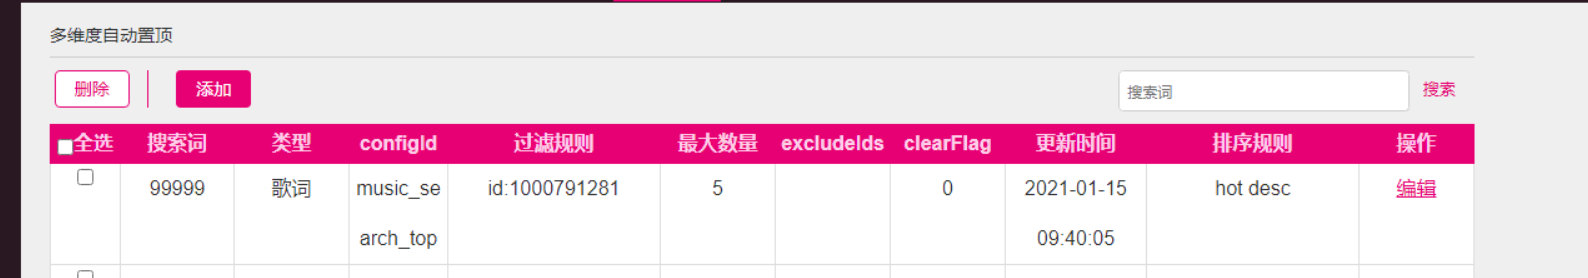 多维度自动置顶
删除 添加 搜索词 搜索
全选 搜索词 类型 configId 过滤规则 最大数量 excludeIds clearFlag 更新时间 排序规则 操作
99999 歌词 music_se id:1000791281 5 0 2021-01-15 hot desc 编辑
arch_top 09:40:05